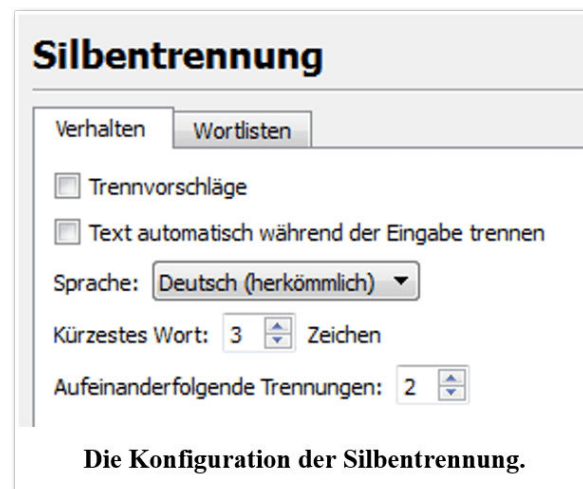 Silbentrennung
Verhalten Wortlisten
Trennvorschläge
Text automatisch während der Eingabe trennen
Sprache: Deutsch (herkömmlich)
Kürzestes Wort: 3 Zeichen
Aufeinanderfolgende Trennungen: 2
Die Konfiguration der Silbentrennung.